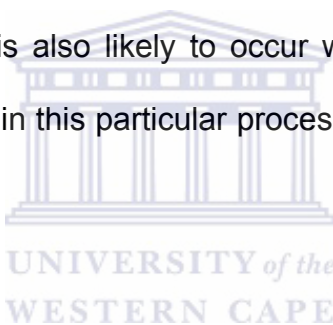 is also likely to occur w
in this particular proces
UNIVERSITY of the
WESTERN CAPE